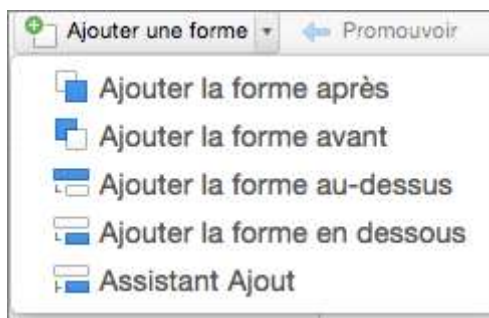 Ajouter une forme Promouvoir
Ajouter la forme après
Ajouter la forme avant
Ajouter la forme au-dessus
Ajouter la forme en dessous
Assistant Ajout